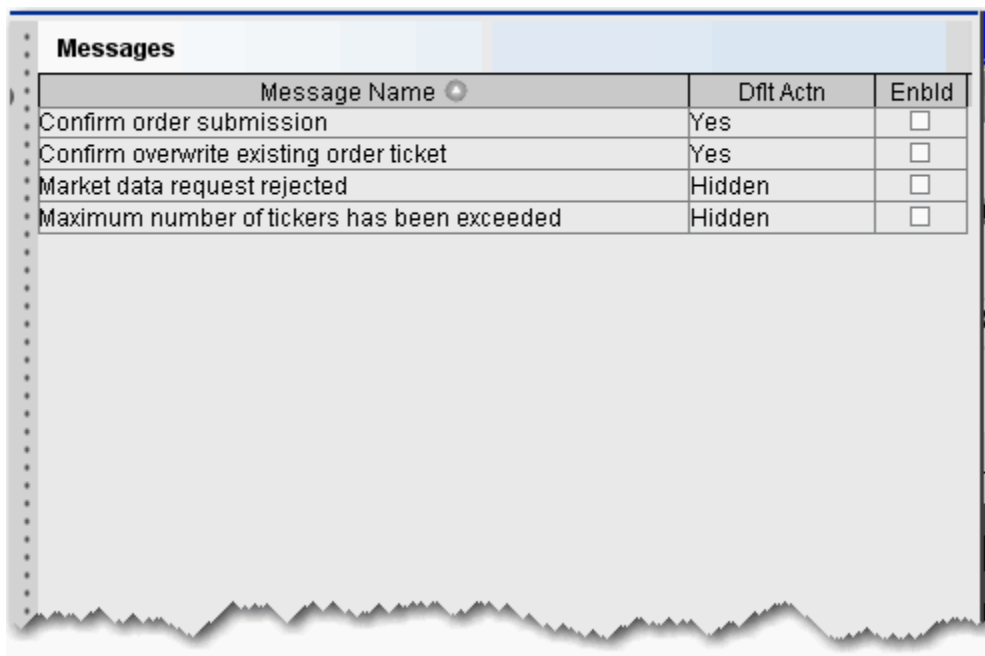 Messages
Message Name Dflt Actn Enbld
Confirm order submission Yes
Confirm overwrite existing order ticket Yes
Market data request rejected Hidden
Maximum number of tickers has been exceeded Hidden